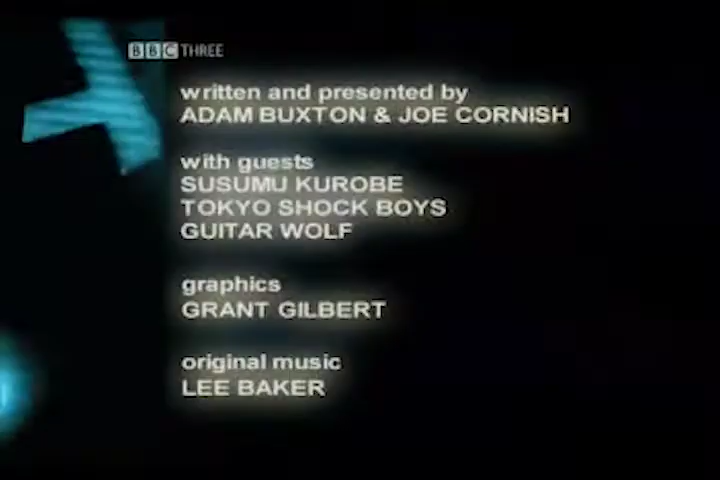 BBC THREE
written and presented by
ADAM BUXTON & JOE CORNISH
with guests
SUSUMU KUROBE
TOKYO SHOCK BOYS
GUITAR WOLF
graphics
GRANT GILBERT
original music
LEE BAKER